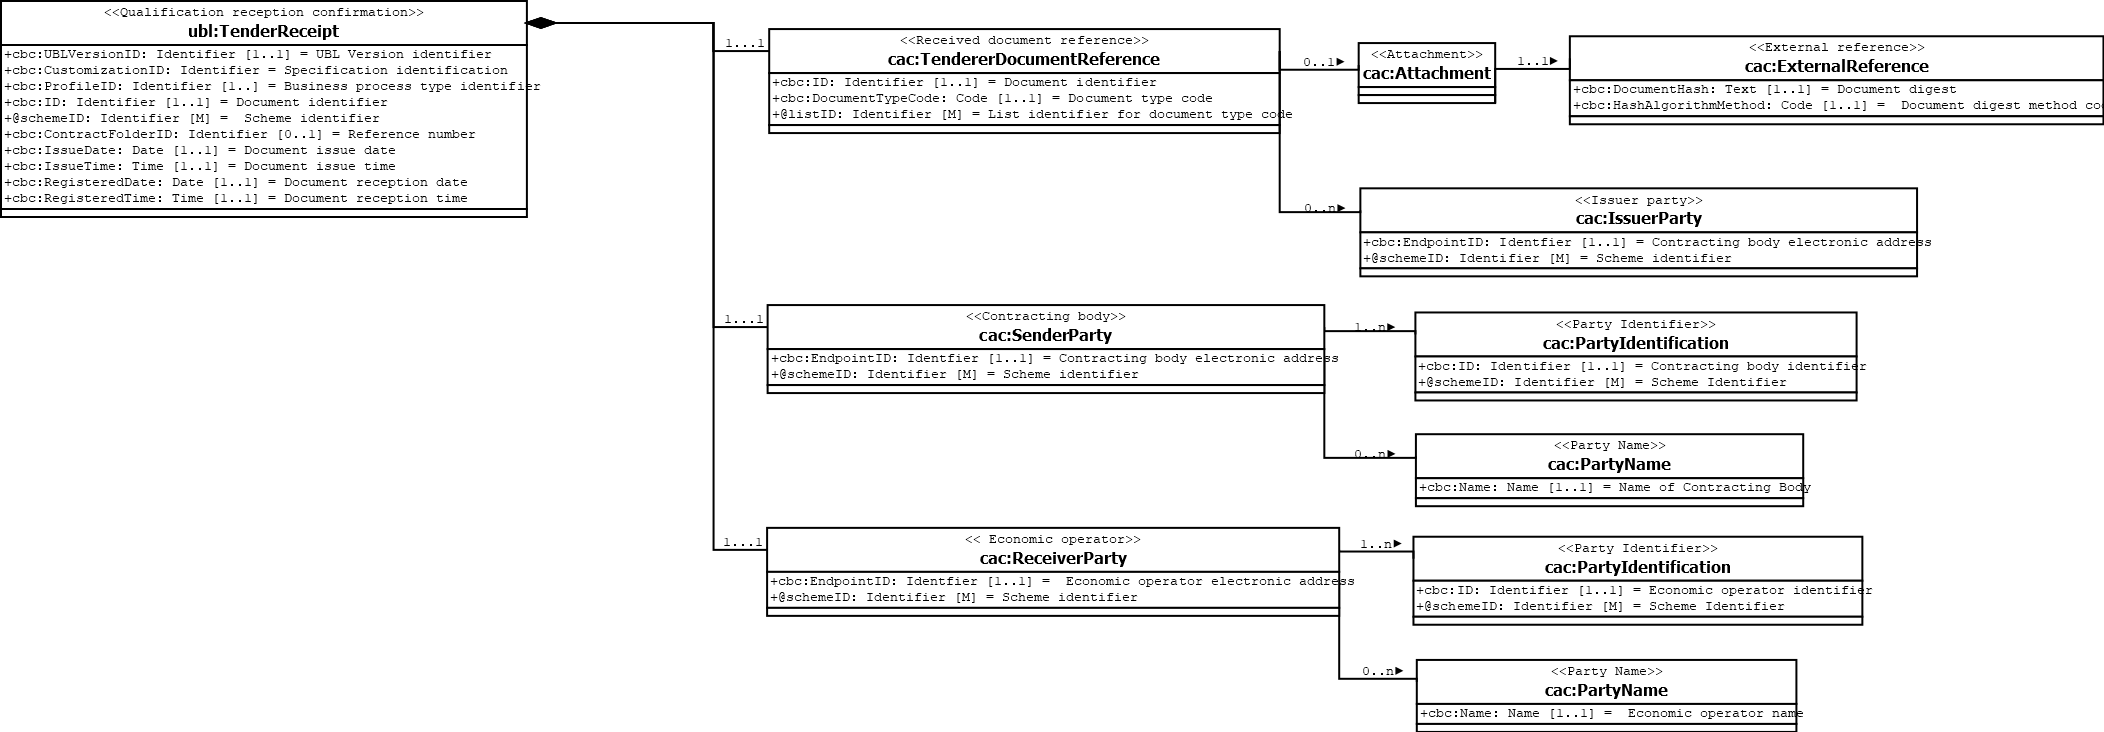 <<Qualification reception confirmation>>
ubl:TenderReceipt
+cbc:UBLVersionID: Identifier [1..1] = UBL Version identifier
+cbc:CustomizationID: Identifier = Specification identification
+cbc:ProfileID: Identifier [1..] = Business process type identifier
+cbc:ID: Identifier [1..1] = Document identifier
+@schemeID: Identifier [M] =  Scheme identifier
+cbc:ContractFolderID: Identifier [0..1] = Reference number
+cbc:IssueDate: Date [1..1] = Document issue date
+cbc:IssueTime: Time [1..1] = Document issue time
+cbc:RegisteredDate: Date [1..1] = Document reception date
+cbc:RegisteredTime: Time [1..1] = Document reception time
1...1
<<Received document reference>>
cac:TendererDocumentReference
+cbc:ID: Identifier [1..1] = Document identifier
+cbc:DocumentTypeCode: Code [1..1] = Document type code
+@listID: Identifier [M] = List identifier for document type code
0..1►
<<Attachment>>
cac:Attachment
1..1►
<<External reference>>
cac:ExternalReference
+cbc:DocumentHash: Text [1..1] = Document digest
+cbc:HashAlgorithmMethod: Code [1..1] =  Document digest method co
0..n►
<<Issuer party>>
cac:IssuerParty
+cbc:EndpointID: Identfier [1..1] = Contracting body electronic address
+@schemeID: Identifier [M] = Scheme identifier
1...1
<<Contracting body>>
cac:SenderParty
+cbc:EndpointID: Identfier [1..1] = Contracting body electronic address
+@schemeID: Identifier [M] = Scheme identifier
1..n►
<<Party Identifier>>
cac:PartyIdentification
+cbc:ID: Identifier [1..1] = Contracting body identifier
+@schemeID: Identifier [M] = Scheme Identifier
0..n►
<<Party Name>>
cac:PartyName
+cbc:Name: Name [1..1] = Name of Contracting Body
1...1
<< Economic operator>>
cac:ReceiverParty
+cbc:EndpointID: Identfier [1..1] =  Economic operator electronic address
+@schemeID: Identifier [M] = Scheme identifier
1..n►
<<Party Identifier>>
cac:PartyIdentification
+cbc:ID: Identifier [1..1] = Economic operator identifier
+@schemeID: Identifier [M] = Scheme Identifier
0..n►
<<Party Name>>
cac:PartyName
+cbc:Name: Name [1..1] =  Economic operator name